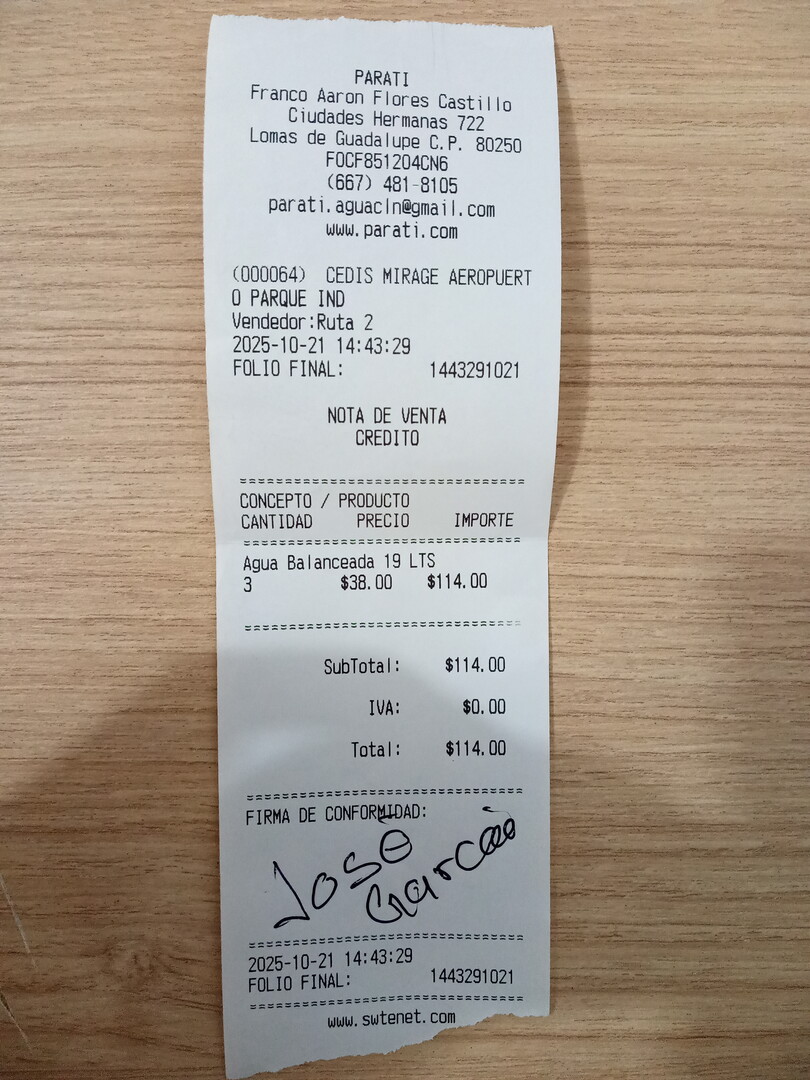 PARATI
Franco Aaron Flores Castillo
Ciudades Hermanas 722
Lomas de Guadalupe C.P. 80250
FOCF851204CN6
(667) 481-8105
parati.aguacln@gmail.com
www.parati.com
(000064) CEDIS MIRAGE AEROPUERT
O PARQUE IND
Vendedor:Ruta 2
2025-10-21 14:43:29
FOLIO FINAL: 1443291021
NOTA DE VENTA
CREDITO
================================
CONCEPTO / PRODUCTO
CANTIDAD PRECIO IMPORTE
================================
Agua Balanceada 19 LTS
3 $38.00 $114.00
================================
SubTotal: $114.00
IVA: $0.00
Total: $114.00
================================
FIRMA DE CONFORMIDAD:
José
García
================================
2025-10-21 14:43:29
FOLIO FINAL: 1443291021
================================
www.swtenet.com